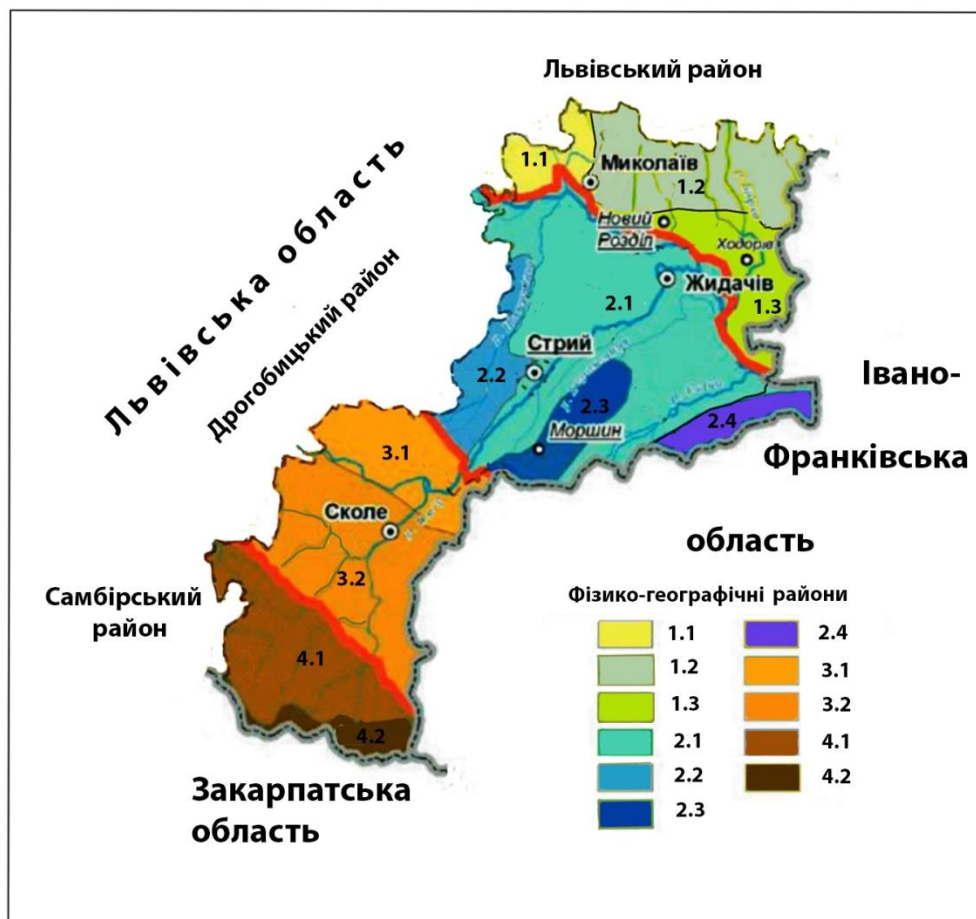 Львівський район
Львівська область
Дрогобицький район
1.1
Миколаїв
1.2
Новий
Розділ
Ходорів
Жидачів
2.1
1.3
Стрий
2.2
2.3
Моршин
2.4
Івано-
Франківська
область
3.1
Сколе
3.2
Самбірський
район
4.1
4.2
Закарпатська
область
Фізико-географічні райони
1.1
1.2
1.3
2.1
2.2
2.3
2.4
3.1
3.2
4.1
4.2